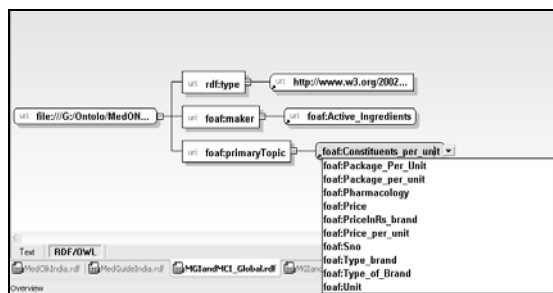 uri rdf:type
uri http://www.w3.org/2002...
uri file:///G:/Ontolo/MedON...
uri foaf:maker
uri foaf:Active_Ingredients
uri foaf:primaryTopic
foaf:Constituents_per_unit
foaf:Package_Per_Unit
foaf:Package_per_unit
foaf:Pharmacology
foaf:Price
foaf:PriceInRs_brand
foaf:Price_per_unit
foaf:Sno
foaf:Type_brand
foaf:Type_of_Brand
foaf:Unit
Text RDF/OWL
MedClikIndia.rdf MedGuideIndia.rdf MGIandMCI_Global.rdf MGIan
Overview